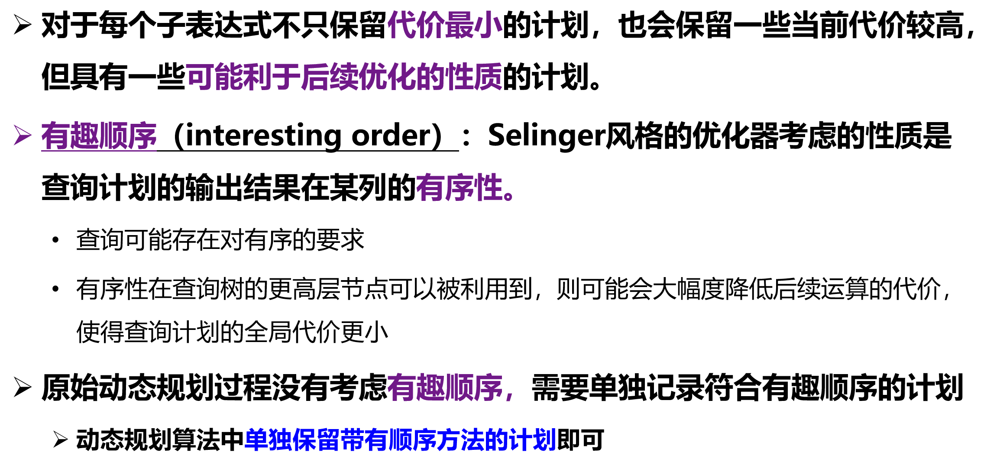 ➢ 对于每个子表达式不只保留代价最小的计划，也会保留一些当前代价较高，
但具有一些可能利于后续优化的性质的计划。
➢ 有趣顺序（interesting order）：Selinger风格的优化器考虑的性质是
查询计划的输出结果在某列的有序性。
• 查询可能存在对有序的要求
• 有序性在查询树的更高层节点可以被利用到，则可能会大幅度降低后续运算的代价，
使得查询计划的全局代价更小
➢ 原始动态规划过程没有考虑有趣顺序，需要单独记录符合有趣顺序的计划
➢ 动态规划算法中单独保留带有顺序方法的计划即可